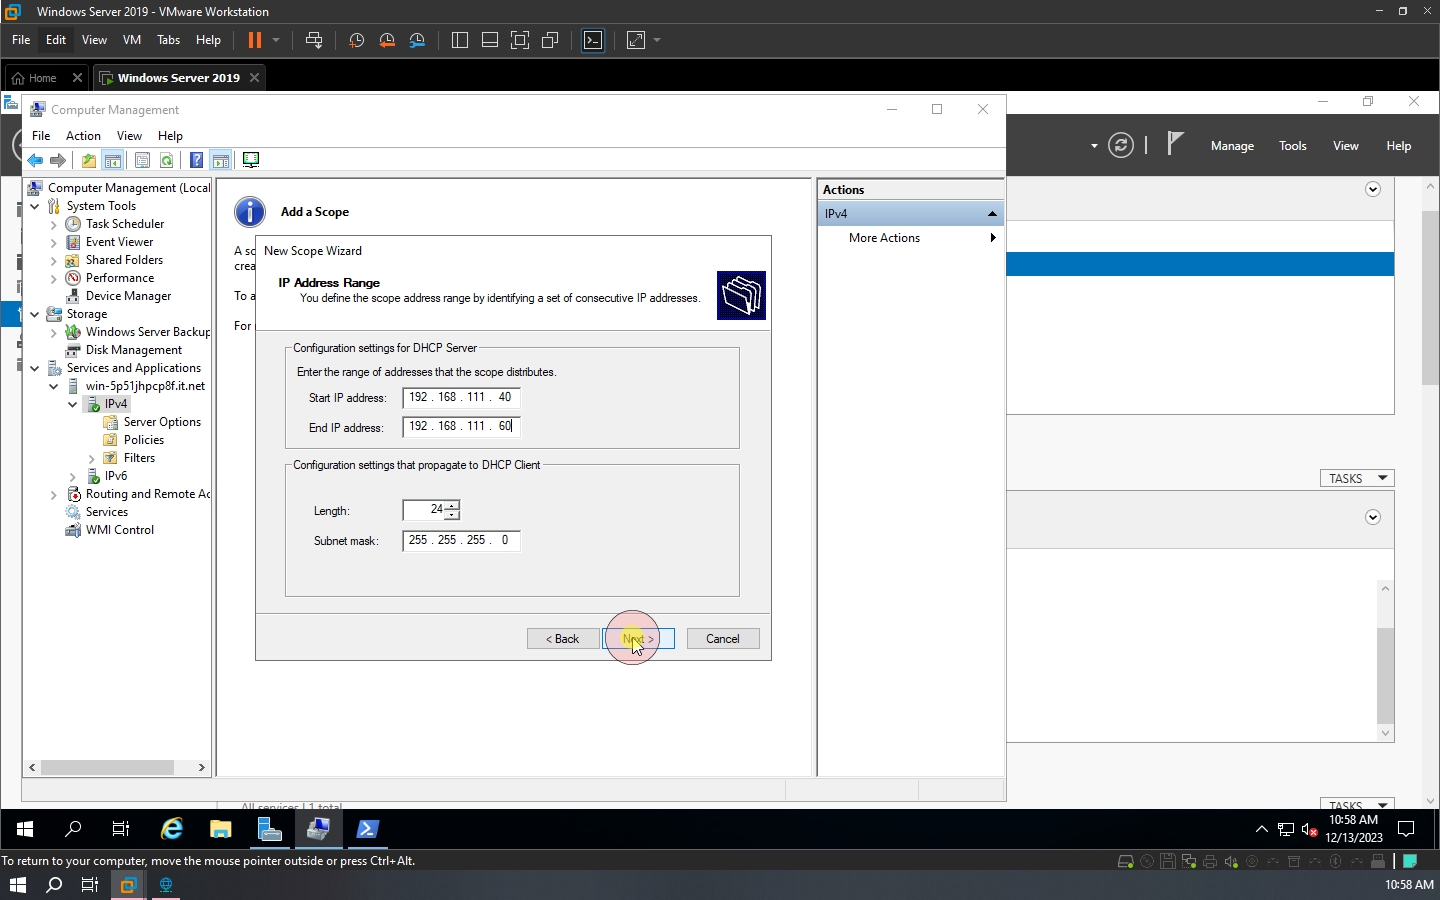 Windows Server 2019 - VMware Workstation
File Edit View VM Tabs Help
Home
Windows Server 2019
Computer Management
File Action View Help
Manage Tools View Help
Computer Management (Local
System Tools
Task Scheduler
Event Viewer
Shared Folders
Performance
Device Manager
Storage
Windows Server Backup
Disk Management
Services and Applications
win-5p51jhpcp8f.it.net
IPv4
Server Options
Policies
Filters
IPv6
Routing and Remote Ac
Services
WMI Control
Add a Scope
A sc
crea
To a
For
New Scope Wizard
IP Address Range
You define the scope address range by identifying a set of consecutive IP addresses.
Configuration settings for DHCP Server
Enter the range of addresses that the scope distributes.
Start IP address: 192 . 168 . 111 . 40
End IP address: 192 . 168 . 111 . 60
Configuration settings that propagate to DHCP Client
Length: 24
Subnet mask: 255 . 255 . 255 . 0
< Back Next > Cancel
Actions
IPv4
More Actions
TASKS
TASKS
All services | 1 total
10:58 AM
12/13/2023
To return to your computer, move the mouse pointer outside or press Ctrl+Alt.
10:58 AM